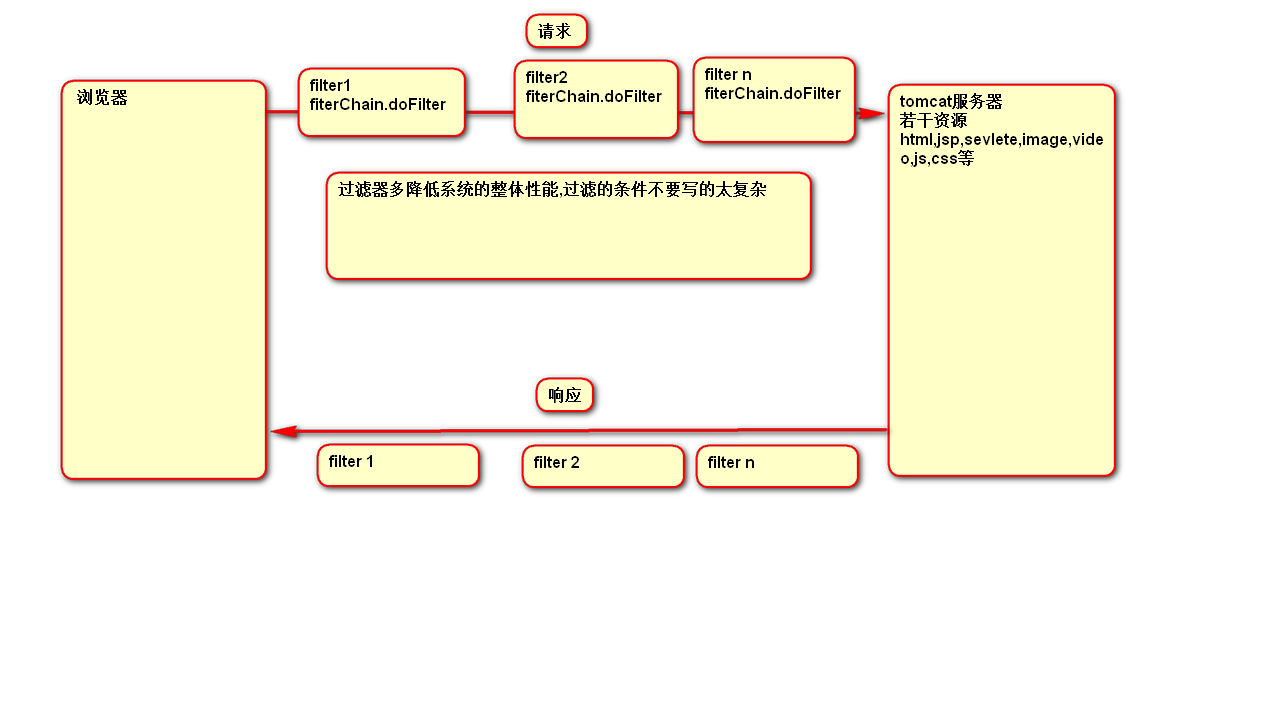 请求
浏览器
filter1
fiterChain.doFilter
filter2
fiterChain.doFilter
filter n
fiterChain.doFilter
tomcat服务器
若干资源
html,jsp,sevlete,image,vide
o,js,css等
过滤器多降低系统的整体性能,过滤的条件不要写的太复杂
响应
filter 1
filter 2
filter n